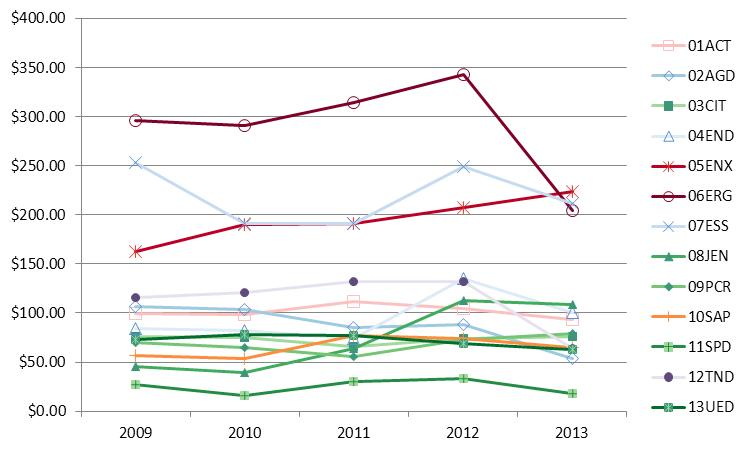 $400.00
$350.00
$300.00
$250.00
$200.00
$150.00
$100.00
$50.00
$0.00
2009 2010 2011 2012 2013
01ACT
02AGD
03CIT
04END
05ENX
06ERG
07ESS
08JEN
09PCR
10SAP
11SPD
12TND
13UED